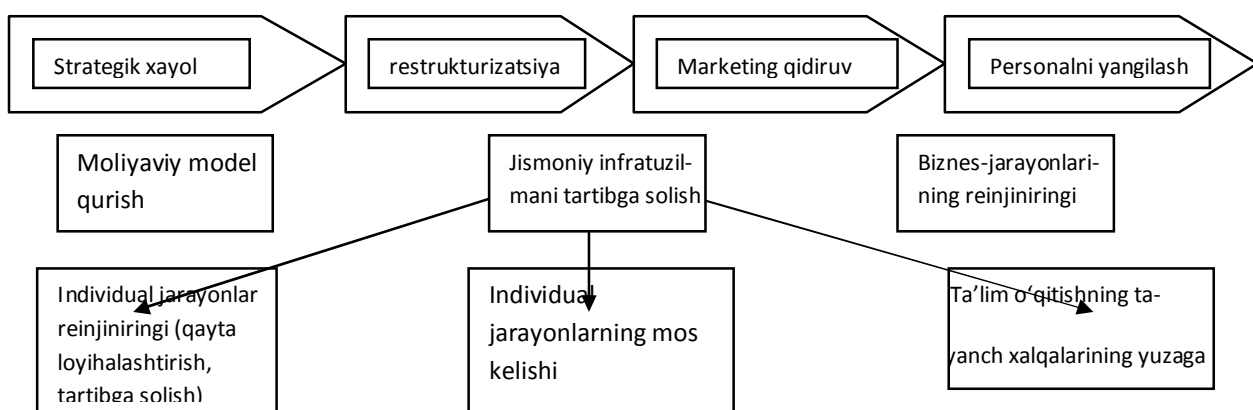 Strategik xayol
restrukturizatsiya
Marketing qidiruv
Personalni yangilash
Moliyaviy model
qurish
Jismoniy infratuzil-
mani tartibga solish
Biznes-jarayonlari-
ning reinjiniringi
Individual jarayonlar
reinjiniringi (qayta
loyihalashtirish,
tartibga solish)
Individual
jarayonlarning mos
kelishi
Ta’lim o‘qitishning ta-
yanch xalqalarining yuzaga